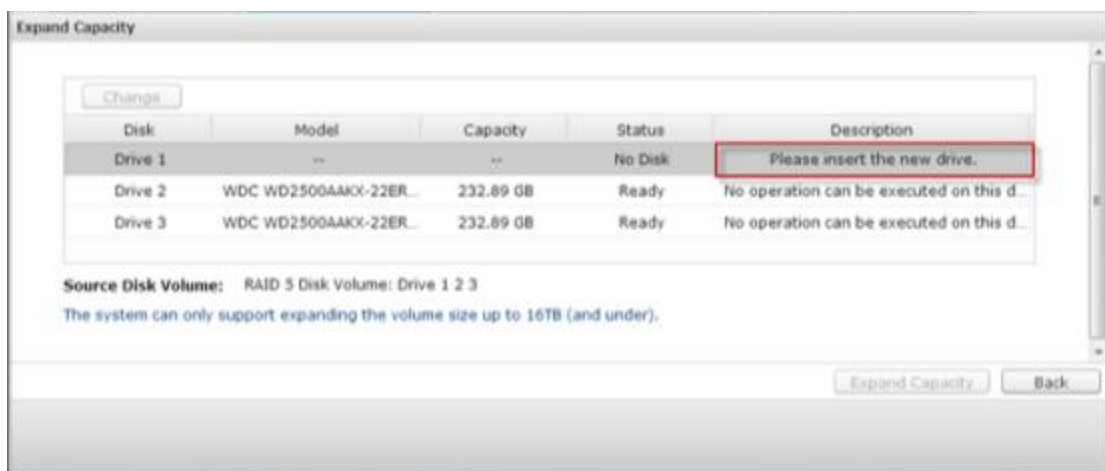 Expand Capacity
Change
Disk Model Capacity Status Description
Drive 1 -- -- No Disk Please insert the new drive.
Drive 2 WDC WD2500AAKX-22ER... 232.89 GB Ready No operation can be executed on this d...
Drive 3 WDC WD2500AAKX-22ER... 232.89 GB Ready No operation can be executed on this d...
Source Disk Volume: RAID 5 Disk Volume: Drive 1 2 3
The system can only support expanding the volume size up to 16TB (and under).
Expand Capacity Back